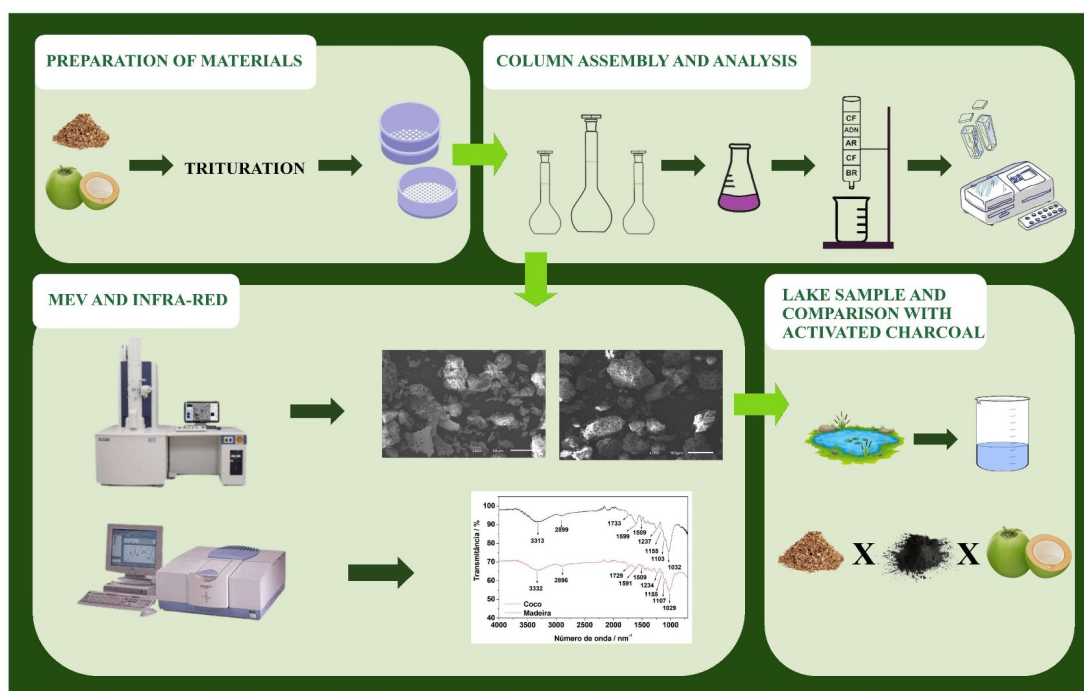 PREPARATION OF MATERIALS
TRITURATION
COLUMN ASSEMBLY AND ANALYSIS
CF
ADN
AR
CF
BR
MEV AND INFRA-RED
100
90
80
70
60
50
Transmitância / %
3313
2899
1733
1599
1509
1237
1155
1103
1032
3332
2896
1729
1591
1509
1234
1155
1107
1029
Coco
Madeira
4000
3500
3000
2500
2000
1500
1000
Número de onda / nm⁻¹
LAKE SAMPLE AND
COMPARISON WITH
ACTIVATED CHARCOAL
X
X